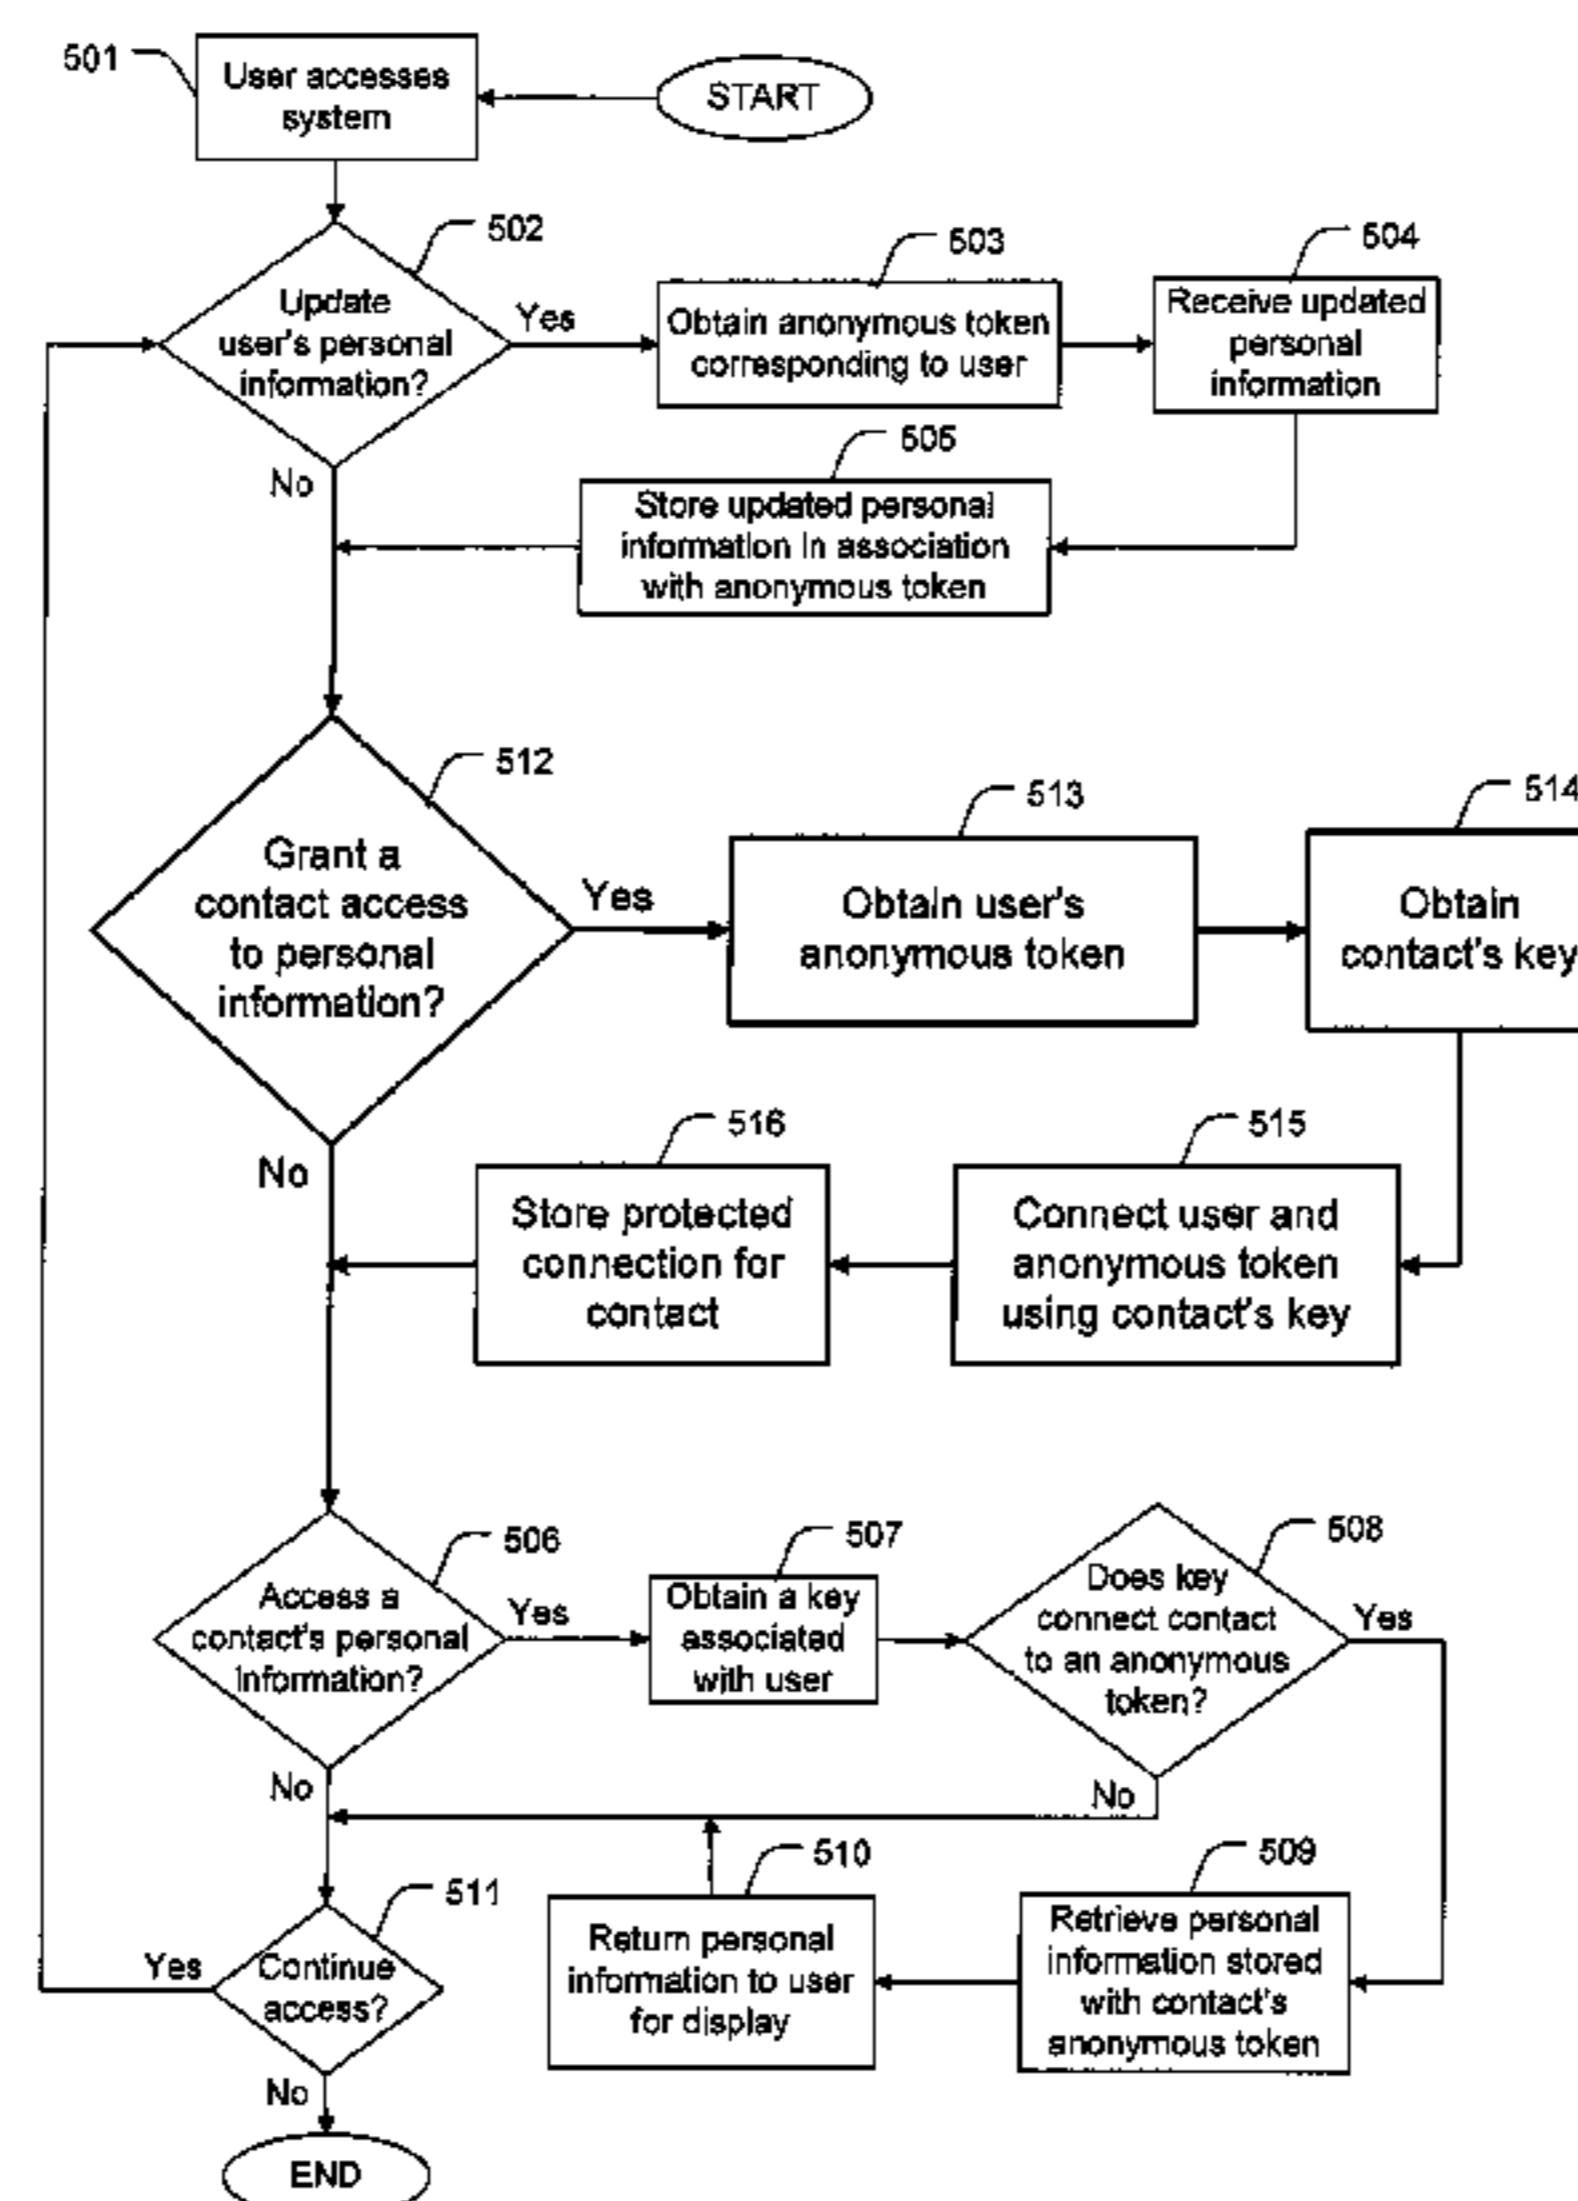 501
User accesses
system
START
502
Update
user's personal
information?
Yes
503
Obtain anonymous token
corresponding to user
504
Receive updated
personal
information
No
505
Store updated personal
information in association
with anonymous token
512
Grant a
contact access
to personal
information?
Yes
513
Obtain user's
anonymous token
514
Obtain
contact's key
No
516
Store protected
connection for
contact
515
Connect user and
anonymous token
using contact's key
506
Access a
contact's personal
information?
Yes
507
Obtain a key
associated
with user
508
Does key
connect contact
to an anonymous
token?
Yes
No
No
511
Continue
access?
Yes
510
Return personal
information to user
for display
509
Retrieve personal
information stored
with contact's
anonymous token
No
END